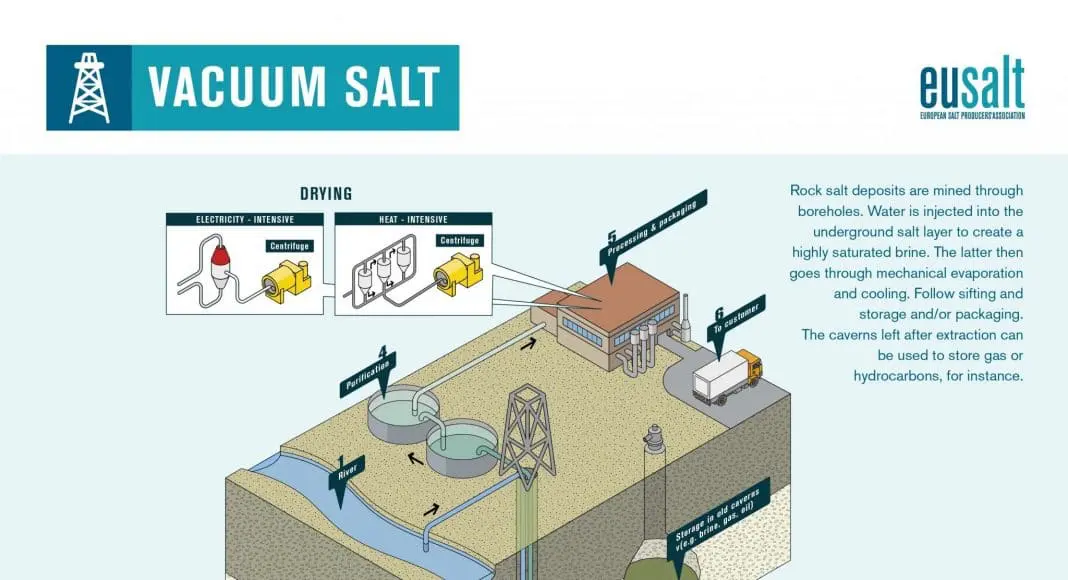 VACUUM SALT
eusalt
EUROPEAN SALT PRODUCERS'ASSOCIATION
DRYING
ELECTRICITY - INTENSIVE
Centrifuge
HEAT - INTENSIVE
Centrifuge
Rock salt deposits are mined through
boreholes. Water is injected into the
underground salt layer to create a
highly saturated brine. The latter then
goes through mechanical evaporation
and cooling. Follow sifting and
storage and/or packaging.
The caverns left after extraction can
be used to store gas or
hydrocarbons, for instance.
5
Processing & packaging
6
To customer
4
Purification
1
River
Storage in old caverns
v(e.g. brine, gas, oil)